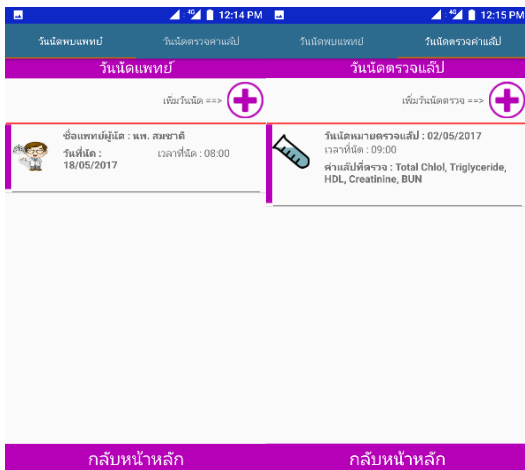 4G 12:14 PM
วันนัดพบแพทย์ วันนัดตรวจค่าแล็ป
วันนัดแพทย์
เพิ่มวันนัด ==>
ชื่อแพทย์ผู้นัด : นพ. สมชาติ
วันที่นัด : เวลาที่นัด : 08:00
18/05/2017
กลับหน้าหลัก
4G 12:15 PM
วันนัดพบแพทย์ วันนัดตรวจค่าแล็ป
วันนัดตรวจแล๊ป
เพิ่มวันนัดตรวจ ==>
วันนัดหมายตรวจแล๊ป : 02/05/2017
เวลาที่นัด : 09:00
ค่าแล๊ปที่ตรวจ : Total Chlol, Triglyceride,
HDL, Creatinine, BUN
กลับหน้าหลัก